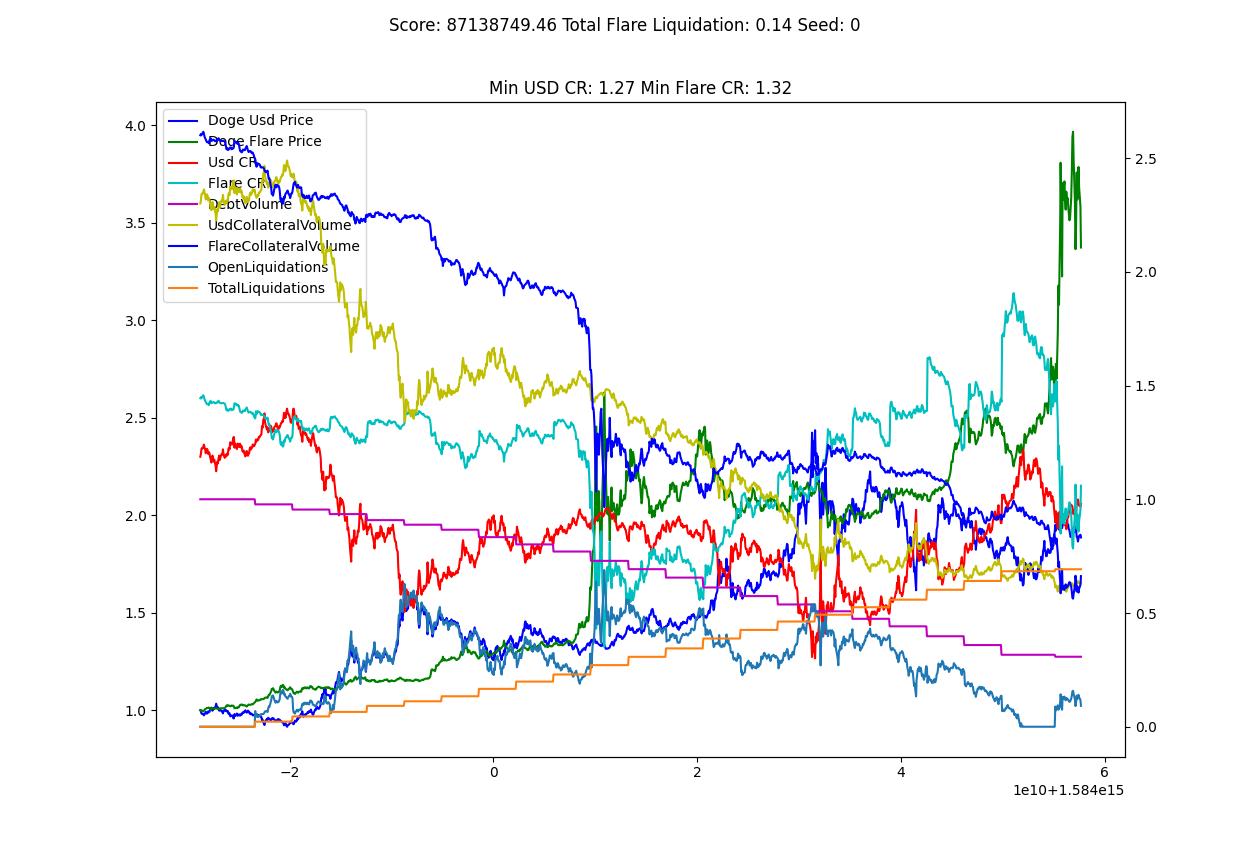 Score: 87138749.46 Total Flare Liquidation: 0.14 Seed: 0
Min USD CR: 1.27 Min Flare CR: 1.32
Doge Usd Price
Doge Flare Price
Usd CR
Flare CR
DebtVolume
UsdCollateralVolume
FlareCollateralVolume
OpenLiquidations
TotalLiquidations
4.0
3.5
3.0
2.5
2.0
1.5
1.0
2.5
2.0
1.5
1.0
0.5
0.0
−2
0
2
4
6
1e10+1.584e15